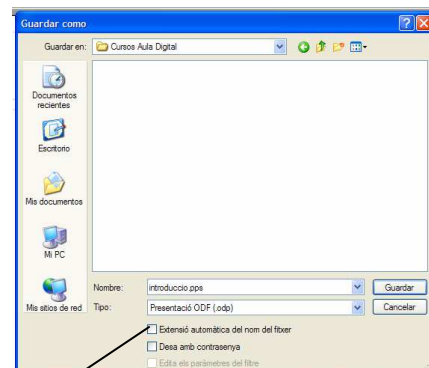 Guardar como
Guardar en: Cursos Aula Digital
Documentos
recientes
Escritorio
Mis documentos
Mi PC
Mis sitios de red
Nombre: introduccio.pps Guardar
Tipo: Presentació ODF (.odp) Cancelar
Extensió automàtica del nom del fitxer
Desa amb contrasenya
Edita els paràmetres del filtre